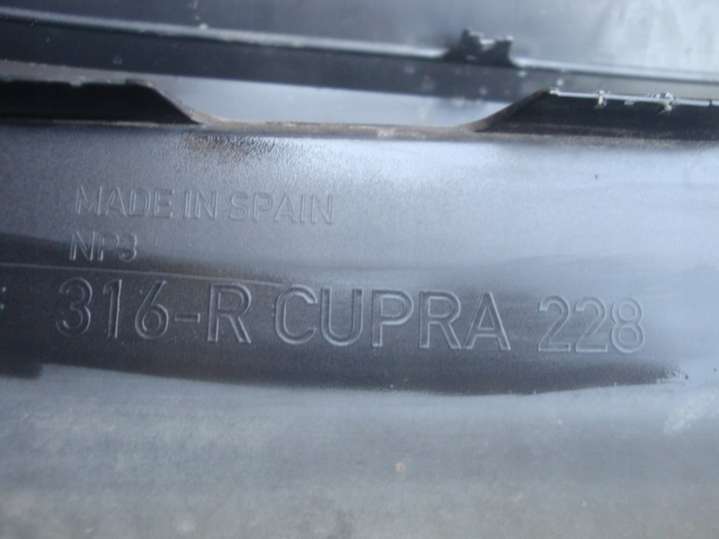 MADE IN SPAIN
NP3
316-R CUPRA 228